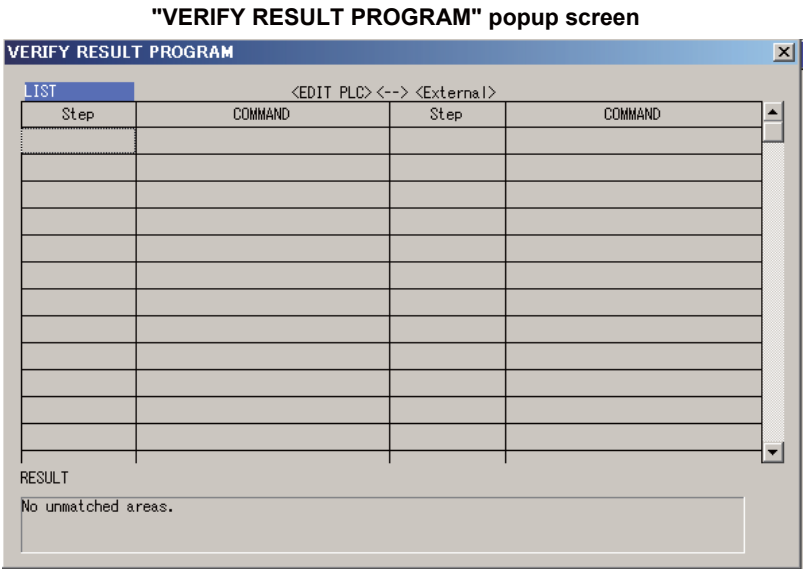 "VERIFY RESULT PROGRAM" popup screen
VERIFY RESULT PROGRAM
LIST <EDIT PLC> <--> <External>
Step COMMAND Step COMMAND
RESULT
No unmatched areas.